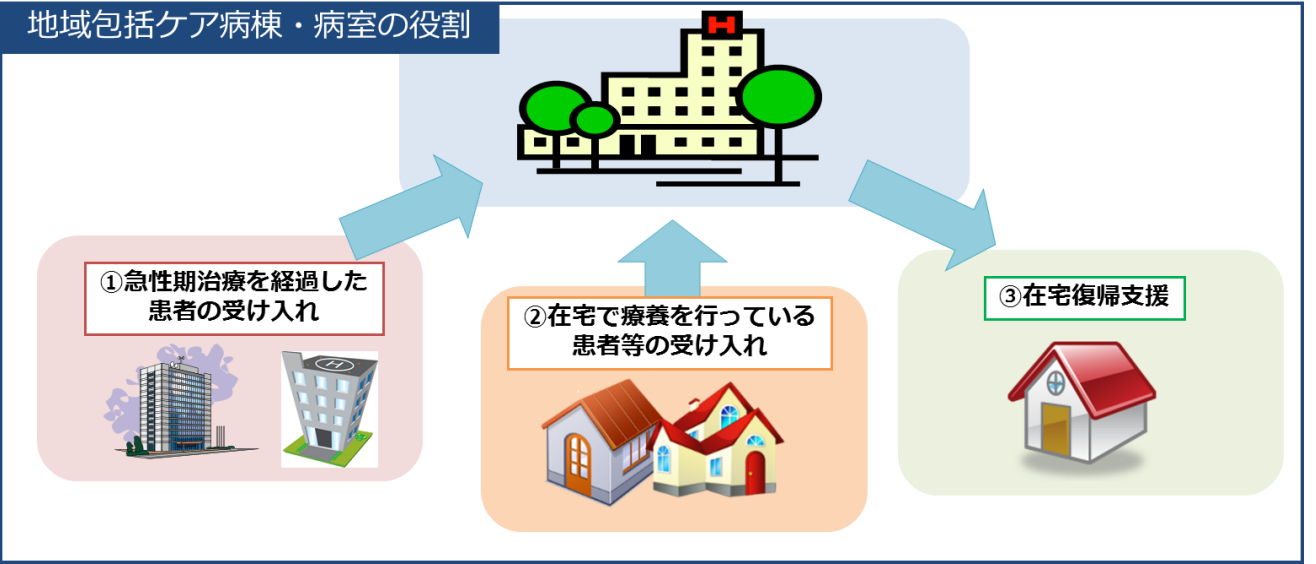 地域包括ケア病棟・病室の役割
H
①急性期治療を経過した
患者の受け入れ
H
②在宅で療養を行っている
患者等の受け入れ
③在宅復帰支援